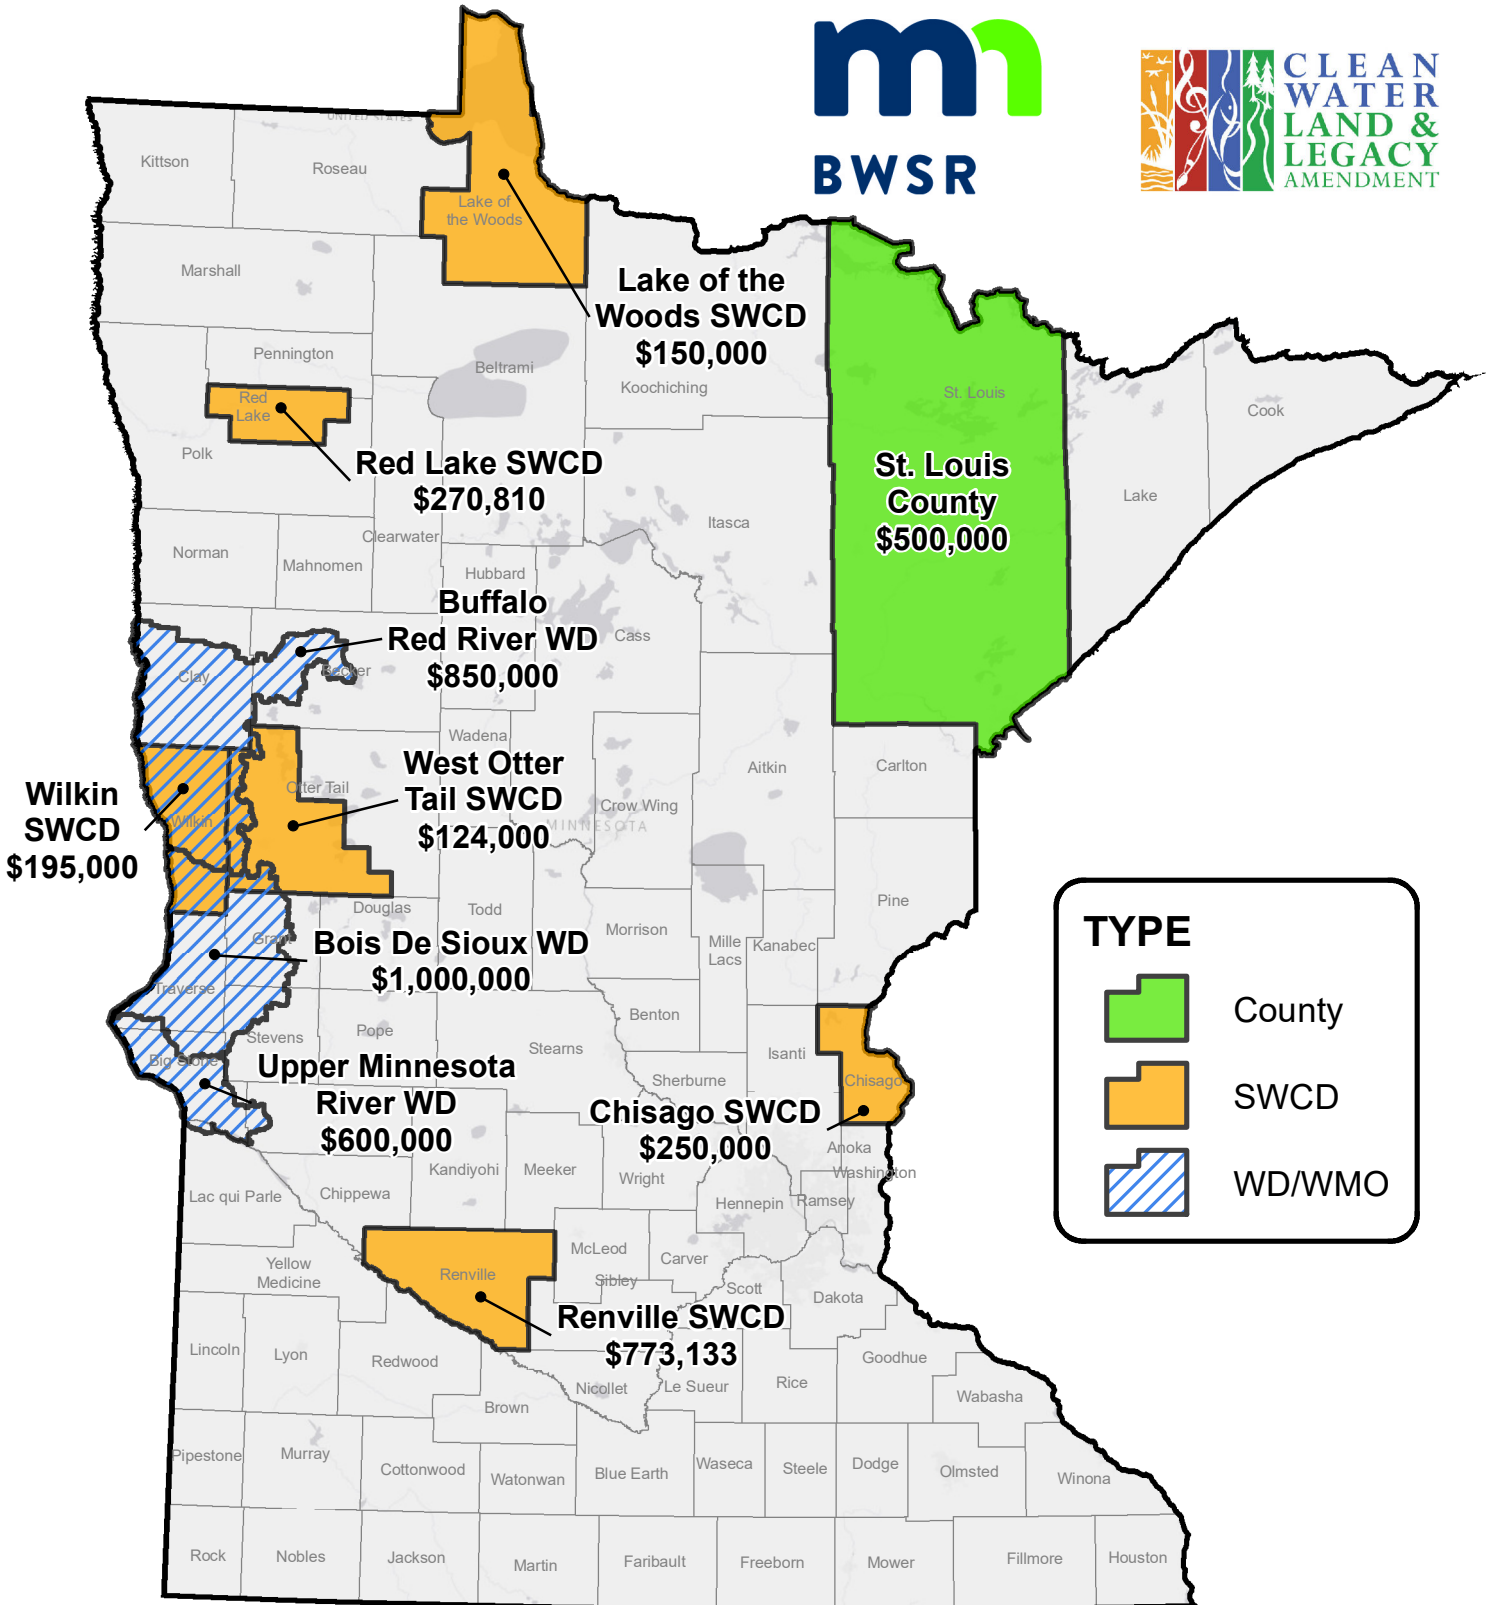 mn
BWSR
CLEAN
WATER
LAND &
LEGACY
AMENDMENT
UNITED STATES
Kittson
Roseau
Lake of
the Woods
Marshall
Lake of the
Woods SWCD
$150,000
Pennington
Beltrami
Koochiching
St. Louis
Cook
Red
Lake
Polk
Red Lake SWCD
$270,810
St. Louis
County
$500,000
Lake
Itasca
Clearwater
Norman
Mahnomen
Hubbard
Buffalo
Red River WD
$850,000
Cass
Clay
Becker
Wadena
West Otter
Tail SWCD
$124,000
Otter Tail
Aitkin
Carlton
Wilkin
SWCD
$195,000
Wilkin
Crow Wing
MINNESOTA
Douglas
Todd
Pine
Morrison
Mille
Lacs
Kanabec
Grant
Bois De Sioux WD
$1,000,000
Traverse
Benton
Stevens
Pope
Stearns
Isanti
Big Stone
Upper Minnesota
River WD
$600,000
Sherburne
Chisago
Chisago SWCD
$250,000
Anoka
Washington
Kandiyohi
Meeker
Wright
Lac qui Parle
Chippewa
Hennepin
Ramsey
McLeod
Carver
Yellow
Medicine
Renville
Sibley
Scott
Dakota
Renville SWCD
$773,133
Lincoln
Lyon
Redwood
Goodhue
Nicollet
Le Sueur
Rice
Wabasha
Brown
Pipestone
Murray
Cottonwood
Watonwan
Blue Earth
Waseca
Steele
Dodge
Olmsted
Winona
Rock
Nobles
Jackson
Martin
Faribault
Freeborn
Mower
Fillmore
Houston
TYPE
County
SWCD
WD/WMO